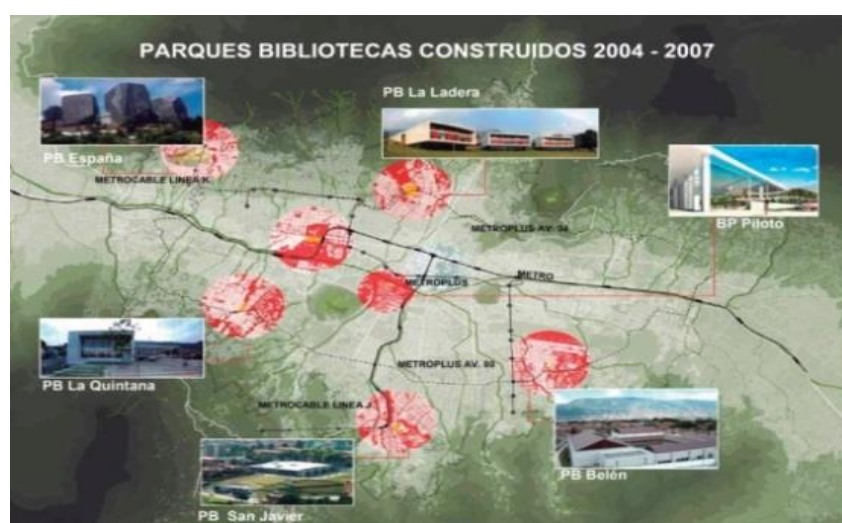 PARQUES BIBLIOTECAS CONSTRUIDOS 2004 - 2007
PB La Ladera
PB España
METROCABLE LINEA K.
BP Piloto
METROPLUS AV. 34
METRO
METROPLUS
METROPLUS AV. 80
PB La Quintana
METROCABLE LINEA J.
PB Belén
PB San Javier